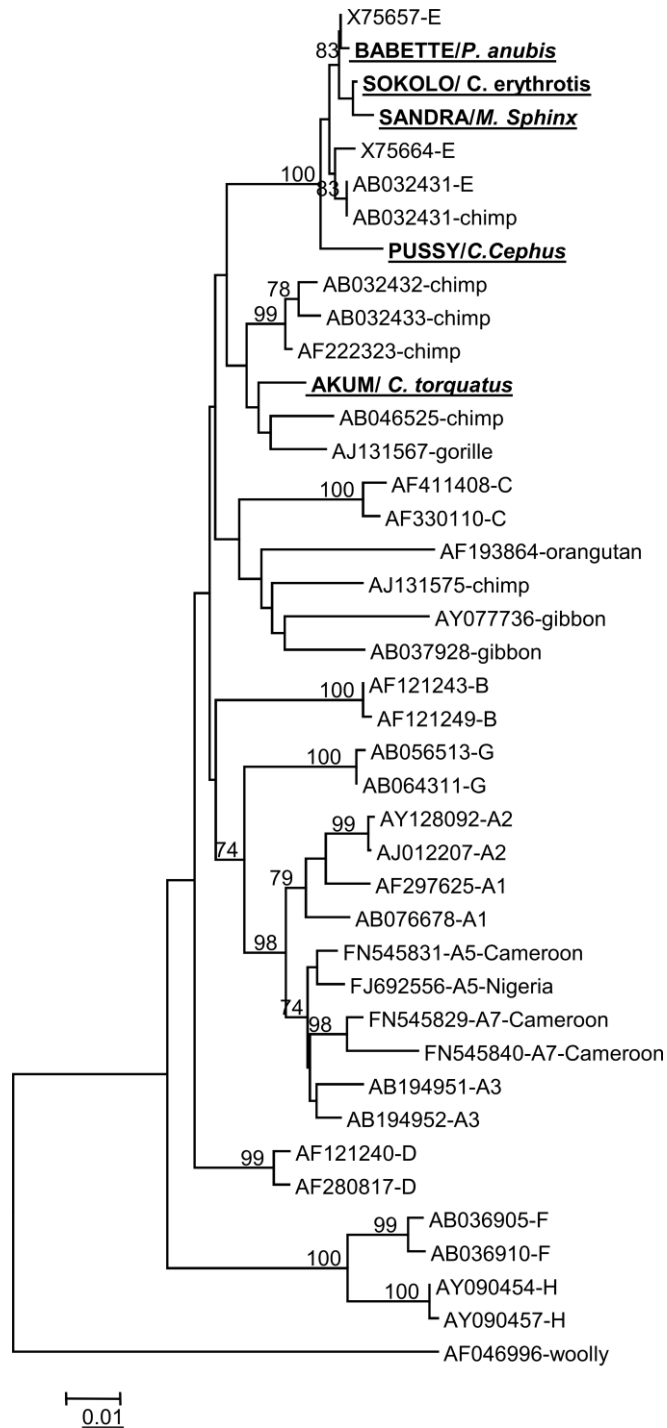 X75657-E
83
BABETTE/P. anubis
SOKOLO/ C. erythrotis
SANDRA/M. Sphinx
X75664-E
100
83
AB032431-E
AB032431-chimp
PUSSY/C.Cephus
78
AB032432-chimp
99
AB032433-chimp
AF222323-chimp
AKUM/ C. torquatus
AB046525-chimp
AJ131567-gorille
100
AF411408-C
AF330110-C
AF193864-orangutan
AJ131575-chimp
AY077736-gibbon
AB037928-gibbon
100
AF121243-B
AF121249-B
100
AB056513-G
AB064311-G
99
AY128092-A2
74
AJ012207-A2
79
AF297625-A1
AB076678-A1
98
FN545831-A5-Cameroon
FJ692556-A5-Nigeria
74
98
FN545829-A7-Cameroon
FN545840-A7-Cameroon
AB194951-A3
AB194952-A3
99
AF121240-D
AF280817-D
99
AB036905-F
100
AB036910-F
100
AY090454-H
AY090457-H
AF046996-woolly
0.01